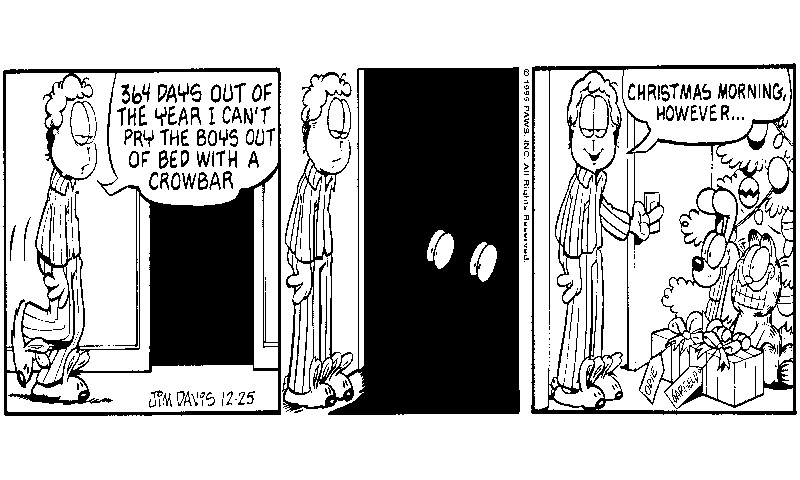 364 DAYS OUT OF
THE YEAR I CAN'T
PRY THE BOYS OUT
OF BED WITH A
CROWBAR
JIM DAVIS 12-25
© 1995 PAWS, INC. All Rights Reserved.
CHRISTMAS MORNING,
HOWEVER...
ODIE
GARFIELD